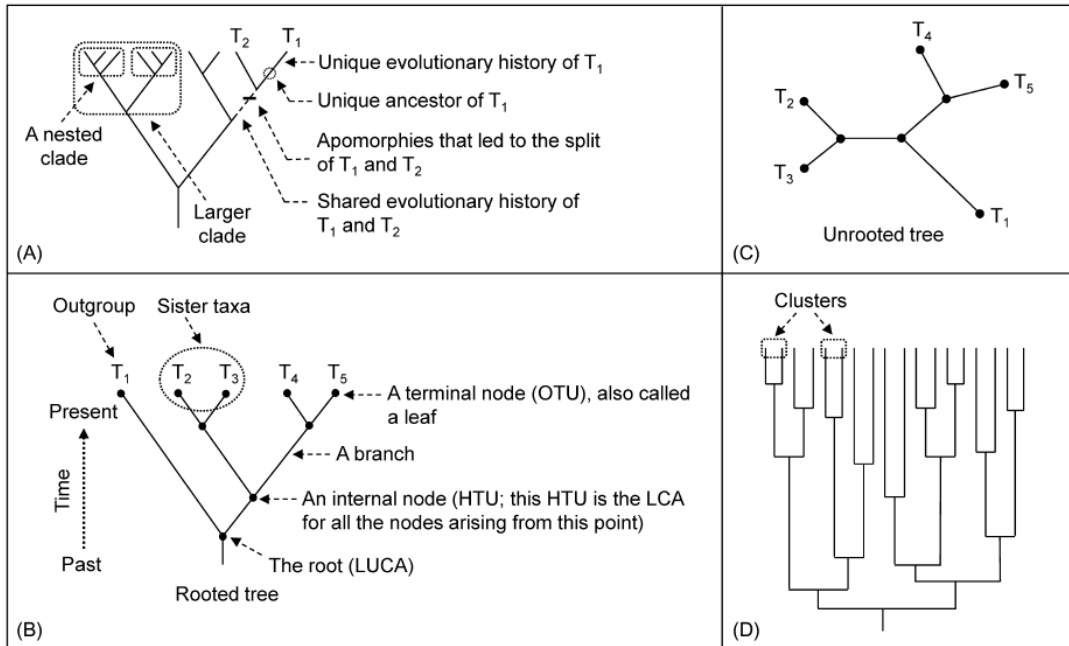 T₂ T₁
Unique evolutionary history of T₁
Unique ancestor of T₁
Apomorphies that led to the split
of T₁ and T₂
Shared evolutionary history of
T₁ and T₂
A nested
clade
Larger
clade
(A)
Outgroup Sister taxa
T₁ T₂ T₃ T₄ T₅
Present
Time
Past
A terminal node (OTU), also called
a leaf
A branch
An internal node (HTU; this HTU is the LCA
for all the nodes arising from this point)
The root (LUCA)
Rooted tree
(B)
T₄
T₅
T₂
T₃
T₁
Unrooted tree
(C)
Clusters
(D)